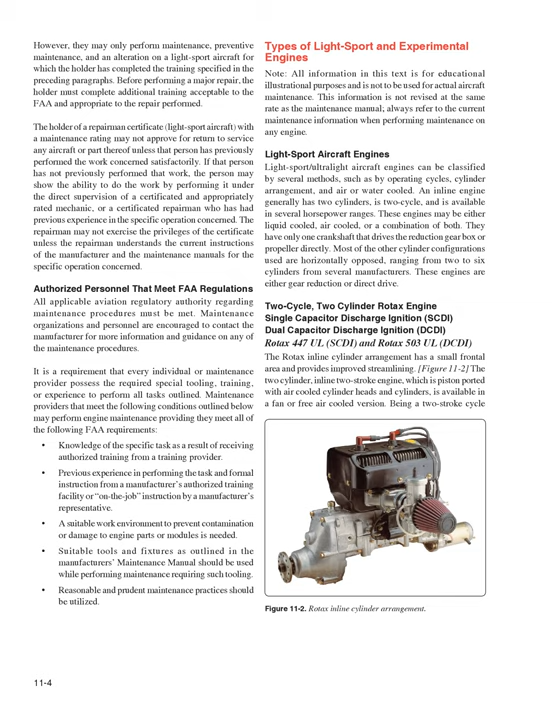 However, they may only perform maintenance, preventive
maintenance, and an alteration on a light-sport aircraft for
which the holder has completed the training specified in the
preceding paragraphs. Before performing a major repair, the
holder must complete additional training acceptable to the
FAA and appropriate to the repair performed.
The holder of a repairman certificate (light-sport aircraft) with
a maintenance rating may not approve for return to service
any aircraft or part thereof unless that person has previously
performed the work concerned satisfactorily. If that person
has not previously performed that work, the person may
show the ability to do the work by performing it under
the direct supervision of a certificated and appropriately
rated mechanic, or a certificated repairman who has had
previous experience in the specific operation concerned. The
repairman may not exercise the privileges of the certificate
unless the repairman understands the current instructions
of the manufacturer and the maintenance manuals for the
specific operation concerned.
Authorized Personnel That Meet FAA Regulations
All applicable aviation regulatory authority regarding
maintenance procedures must be met. Maintenance
organizations and personnel are encouraged to contact the
manufacturer for more information and guidance on any of
the maintenance procedures.
It is a requirement that every individual or maintenance
provider possess the required special tooling, training,
or experience to perform all tasks outlined. Maintenance
providers that meet the following conditions outlined below
may perform engine maintenance providing they meet all of
the following FAA requirements:
• Knowledge of the specific task as a result of receiving
authorized training from a training provider.
• Previous experience in performing the task and formal
instruction from a manufacturer's authorized training
facility or "on-the-job" instruction by a manufacturer's
representative.
• A suitable work environment to prevent contamination
or damage to engine parts or modules is needed.
• Suitable tools and fixtures as outlined in the
manufacturers' Maintenance Manual should be used
while performing maintenance requiring such tooling.
• Reasonable and prudent maintenance practices should
be utilized.
Types of Light-Sport and Experimental
Engines
Note: All information in this text is for educational
illustrational purposes and is not to be used for actual aircraft
maintenance. This information is not revised at the same
rate as the maintenance manual; always refer to the current
maintenance information when performing maintenance on
any engine.
Light-Sport Aircraft Engines
Light-sport/ultralight aircraft engines can be classified
by several methods, such as by operating cycles, cylinder
arrangement, and air or water cooled. An inline engine
generally has two cylinders, is two-cycle, and is available
in several horsepower ranges. These engines may be either
liquid cooled, air cooled, or a combination of both. They
have only one crankshaft that drives the reduction gear box or
propeller directly. Most of the other cylinder configurations
used are horizontally opposed, ranging from two to six
cylinders from several manufacturers. These engines are
either gear reduction or direct drive.
Two-Cycle, Two Cylinder Rotax Engine
Single Capacitor Discharge Ignition (SCDI)
Dual Capacitor Discharge Ignition (DCDI)
Rotax 447 UL (SCDI) and Rotax 503 UL (DCDI)
The Rotax inline cylinder arrangement has a small frontal
area and provides improved streamlining. [Figure 11-2] The
two cylinder, inline two-stroke engine, which is piston ported
with air cooled cylinder heads and cylinders, is available in
a fan or free air cooled version. Being a two-stroke cycle
Figure 11-2. Rotax inline cylinder arrangement.
11-4